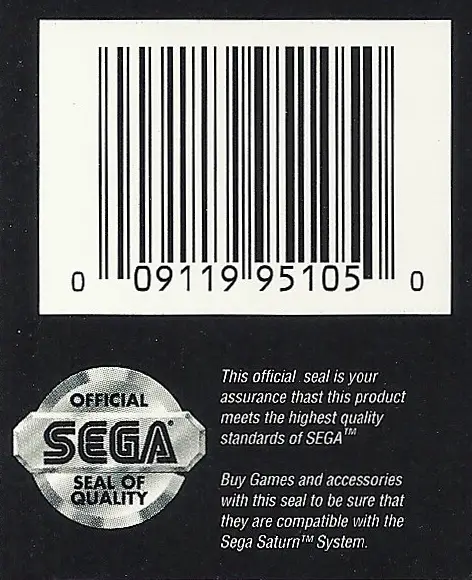 0 09119 95105 0
OFFICIAL
SEGA®
SEAL OF
QUALITY
This official seal is your
assurance thast this product
meets the highest quality
standards of SEGA™
Buy Games and accessories
with this seal to be sure that
they are compatible with the
Sega Saturn™ System.